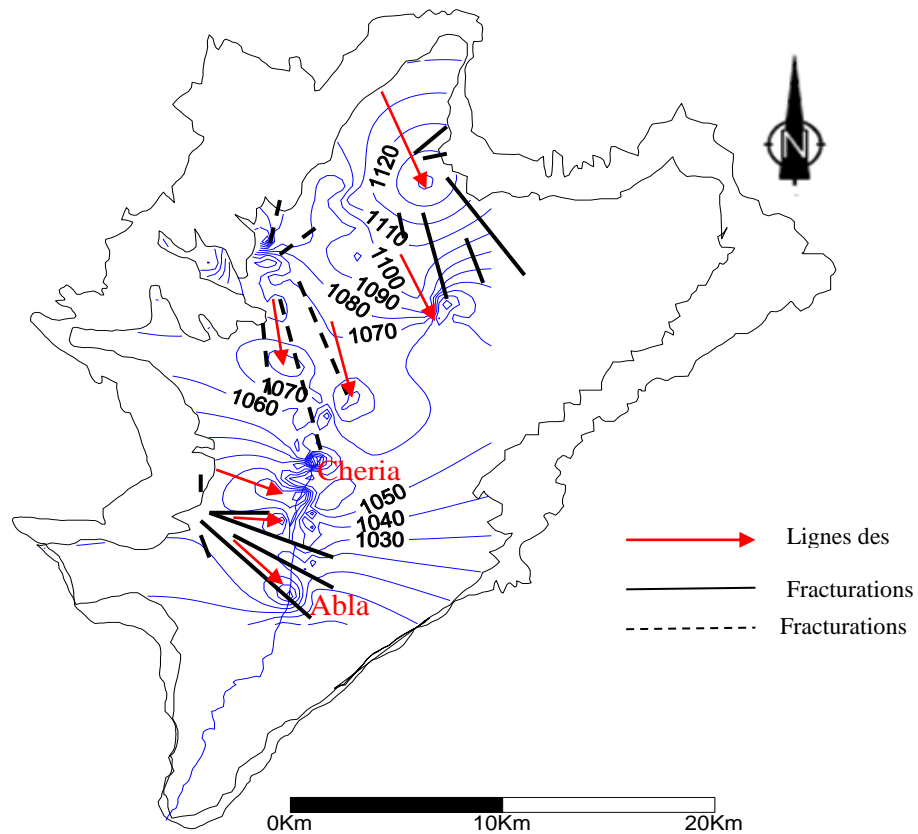 N
1120
1110
1100
1090
1080
1070
1070
1060
Cheria
1050
1040
1030
Abla
Lignes des
Fracturations
Fracturations
0Km
10Km
20Km